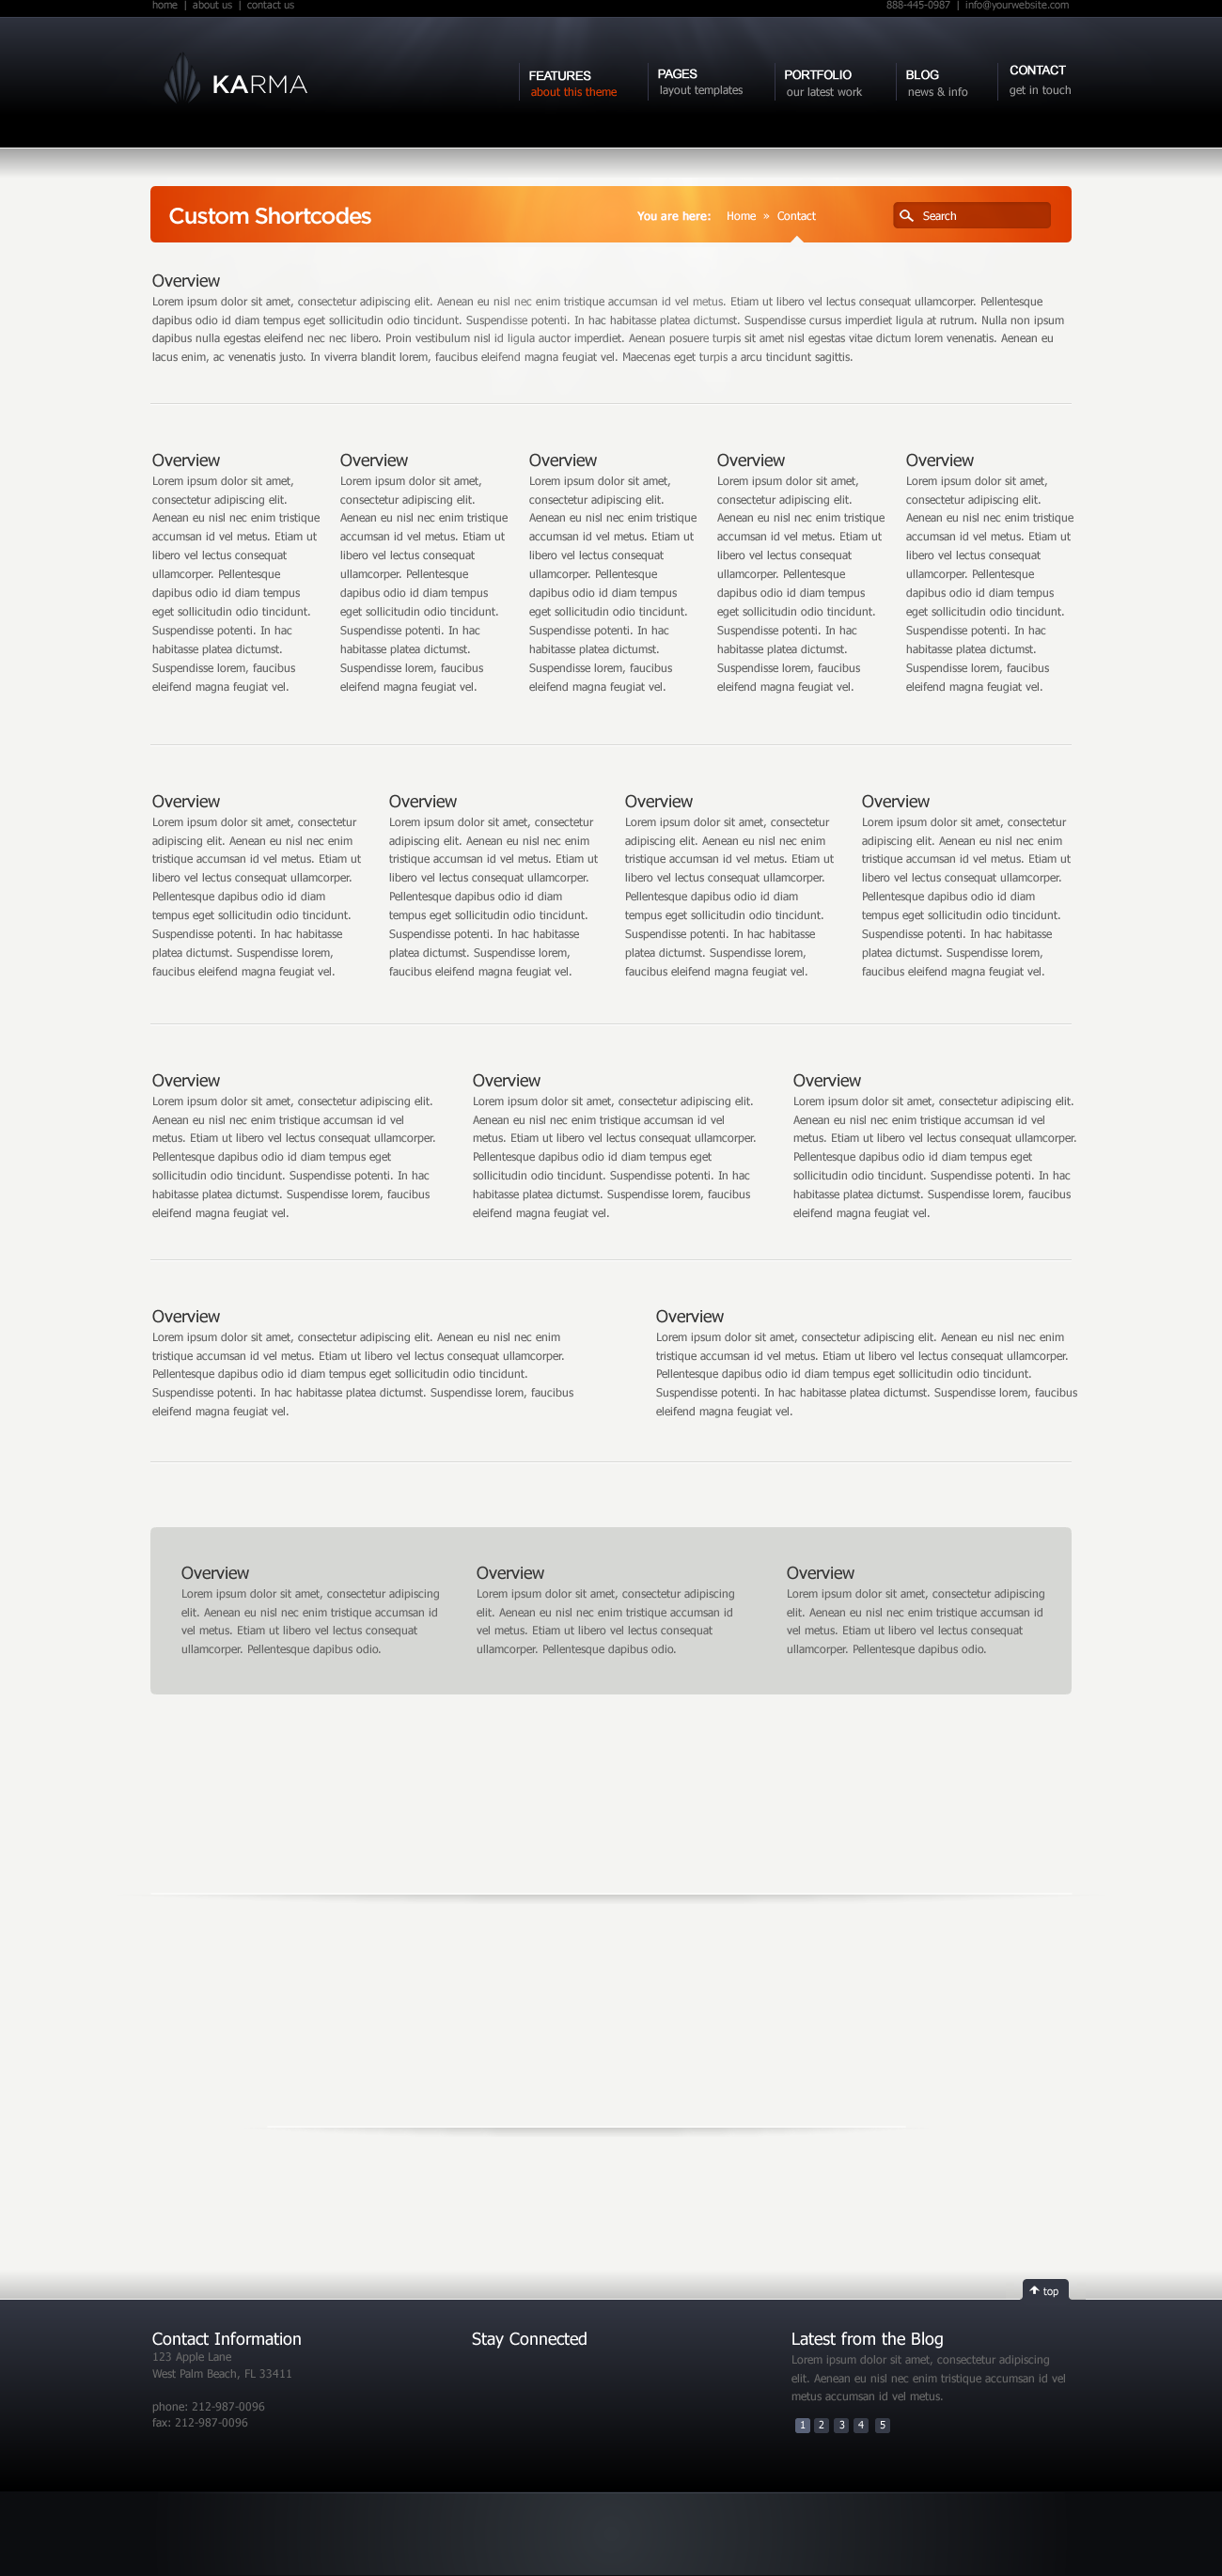 home | about us | contact us
888-445-0987 | info@yourwebsite.com
KARMA
FEATURES
about this theme
PAGES
layout templates
PORTFOLIO
our latest work
BLOG
news & info
CONTACT
get in touch
Custom Shortcodes
You are here: Home » Contact
Search
Overview
Lorem ipsum dolor sit amet, consectetur adipiscing elit. Aenean eu nisl nec enim tristique accumsan id vel metus. Etiam ut libero vel lectus consequat ullamcorper. Pellentesque
dapibus odio id diam tempus eget sollicitudin odio tincidunt. Suspendisse potenti. In hac habitasse platea dictumst. Suspendisse cursus imperdiet ligula at rutrum. Nulla non ipsum
dapibus nulla egestas eleifend nec nec libero. Proin vestibulum nisl id ligula auctor imperdiet. Aenean posuere turpis sit amet nisl egestas vitae dictum lorem venenatis. Aenean eu
lacus enim, ac venenatis justo. In viverra blandit lorem, faucibus eleifend magna feugiat vel. Maecenas eget turpis a arcu tincidunt sagittis.
Overview
Lorem ipsum dolor sit amet,
consectetur adipiscing elit.
Aenean eu nisl nec enim tristique
accumsan id vel metus. Etiam ut
libero vel lectus consequat
ullamcorper. Pellentesque
dapibus odio id diam tempus
eget sollicitudin odio tincidunt.
Suspendisse potenti. In hac
habitasse platea dictumst.
Suspendisse lorem, faucibus
eleifend magna feugiat vel.
Overview
Lorem ipsum dolor sit amet,
consectetur adipiscing elit.
Aenean eu nisl nec enim tristique
accumsan id vel metus. Etiam ut
libero vel lectus consequat
ullamcorper. Pellentesque
dapibus odio id diam tempus
eget sollicitudin odio tincidunt.
Suspendisse potenti. In hac
habitasse platea dictumst.
Suspendisse lorem, faucibus
eleifend magna feugiat vel.
Overview
Lorem ipsum dolor sit amet,
consectetur adipiscing elit.
Aenean eu nisl nec enim tristique
accumsan id vel metus. Etiam ut
libero vel lectus consequat
ullamcorper. Pellentesque
dapibus odio id diam tempus
eget sollicitudin odio tincidunt.
Suspendisse potenti. In hac
habitasse platea dictumst.
Suspendisse lorem, faucibus
eleifend magna feugiat vel.
Overview
Lorem ipsum dolor sit amet,
consectetur adipiscing elit.
Aenean eu nisl nec enim tristique
accumsan id vel metus. Etiam ut
libero vel lectus consequat
ullamcorper. Pellentesque
dapibus odio id diam tempus
eget sollicitudin odio tincidunt.
Suspendisse potenti. In hac
habitasse platea dictumst.
Suspendisse lorem, faucibus
eleifend magna feugiat vel.
Overview
Lorem ipsum dolor sit amet,
consectetur adipiscing elit.
Aenean eu nisl nec enim tristique
accumsan id vel metus. Etiam ut
libero vel lectus consequat
ullamcorper. Pellentesque
dapibus odio id diam tempus
eget sollicitudin odio tincidunt.
Suspendisse potenti. In hac
habitasse platea dictumst.
Suspendisse lorem, faucibus
eleifend magna feugiat vel.
Overview
Lorem ipsum dolor sit amet, consectetur
adipiscing elit. Aenean eu nisl nec enim
tristique accumsan id vel metus. Etiam ut
libero vel lectus consequat ullamcorper.
Pellentesque dapibus odio id diam
tempus eget sollicitudin odio tincidunt.
Suspendisse potenti. In hac habitasse
platea dictumst. Suspendisse lorem,
faucibus eleifend magna feugiat vel.
Overview
Lorem ipsum dolor sit amet, consectetur
adipiscing elit. Aenean eu nisl nec enim
tristique accumsan id vel metus. Etiam ut
libero vel lectus consequat ullamcorper.
Pellentesque dapibus odio id diam
tempus eget sollicitudin odio tincidunt.
Suspendisse potenti. In hac habitasse
platea dictumst. Suspendisse lorem,
faucibus eleifend magna feugiat vel.
Overview
Lorem ipsum dolor sit amet, consectetur
adipiscing elit. Aenean eu nisl nec enim
tristique accumsan id vel metus. Etiam ut
libero vel lectus consequat ullamcorper.
Pellentesque dapibus odio id diam
tempus eget sollicitudin odio tincidunt.
Suspendisse potenti. In hac habitasse
platea dictumst. Suspendisse lorem,
faucibus eleifend magna feugiat vel.
Overview
Lorem ipsum dolor sit amet, consectetur
adipiscing elit. Aenean eu nisl nec enim
tristique accumsan id vel metus. Etiam ut
libero vel lectus consequat ullamcorper.
Pellentesque dapibus odio id diam
tempus eget sollicitudin odio tincidunt.
Suspendisse potenti. In hac habitasse
platea dictumst. Suspendisse lorem,
faucibus eleifend magna feugiat vel.
Overview
Lorem ipsum dolor sit amet, consectetur adipiscing elit.
Aenean eu nisl nec enim tristique accumsan id vel
metus. Etiam ut libero vel lectus consequat ullamcorper.
Pellentesque dapibus odio id diam tempus eget
sollicitudin odio tincidunt. Suspendisse potenti. In hac
habitasse platea dictumst. Suspendisse lorem, faucibus
eleifend magna feugiat vel.
Overview
Lorem ipsum dolor sit amet, consectetur adipiscing elit.
Aenean eu nisl nec enim tristique accumsan id vel
metus. Etiam ut libero vel lectus consequat ullamcorper.
Pellentesque dapibus odio id diam tempus eget
sollicitudin odio tincidunt. Suspendisse potenti. In hac
habitasse platea dictumst. Suspendisse lorem, faucibus
eleifend magna feugiat vel.
Overview
Lorem ipsum dolor sit amet, consectetur adipiscing elit.
Aenean eu nisl nec enim tristique accumsan id vel
metus. Etiam ut libero vel lectus consequat ullamcorper.
Pellentesque dapibus odio id diam tempus eget
sollicitudin odio tincidunt. Suspendisse potenti. In hac
habitasse platea dictumst. Suspendisse lorem, faucibus
eleifend magna feugiat vel.
Overview
Lorem ipsum dolor sit amet, consectetur adipiscing elit. Aenean eu nisl nec enim
tristique accumsan id vel metus. Etiam ut libero vel lectus consequat ullamcorper.
Pellentesque dapibus odio id diam tempus eget sollicitudin odio tincidunt.
Suspendisse potenti. In hac habitasse platea dictumst. Suspendisse lorem, faucibus
eleifend magna feugiat vel.
Overview
Lorem ipsum dolor sit amet, consectetur adipiscing elit. Aenean eu nisl nec enim
tristique accumsan id vel metus. Etiam ut libero vel lectus consequat ullamcorper.
Pellentesque dapibus odio id diam tempus eget sollicitudin odio tincidunt.
Suspendisse potenti. In hac habitasse platea dictumst. Suspendisse lorem, faucibus
eleifend magna feugiat vel.
Overview
Lorem ipsum dolor sit amet, consectetur adipiscing
elit. Aenean eu nisl nec enim tristique accumsan id
vel metus. Etiam ut libero vel lectus consequat
ullamcorper. Pellentesque dapibus odio.
Overview
Lorem ipsum dolor sit amet, consectetur adipiscing
elit. Aenean eu nisl nec enim tristique accumsan id
vel metus. Etiam ut libero vel lectus consequat
ullamcorper. Pellentesque dapibus odio.
Overview
Lorem ipsum dolor sit amet, consectetur adipiscing
elit. Aenean eu nisl nec enim tristique accumsan id
vel metus. Etiam ut libero vel lectus consequat
ullamcorper. Pellentesque dapibus odio.
top
Contact Information
123 Apple Lane
West Palm Beach, FL 33411
phone: 212-987-0096
fax: 212-987-0096
Stay Connected
Latest from the Blog
Lorem ipsum dolor sit amet, consectetur adipiscing
elit. Aenean eu nisl nec enim tristique accumsan id vel
metus accumsan id vel metus.
1 2 3 4 5